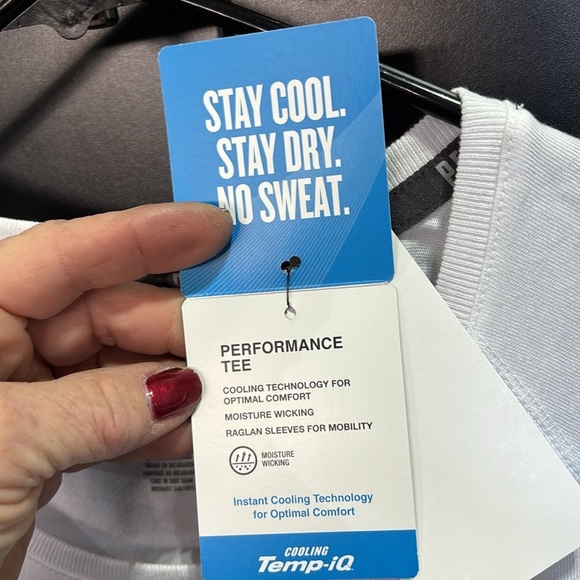 STAY COOL.
STAY DRY.
NO SWEAT.
PERFORMANCE
TEE
COOLING TECHNOLOGY FOR
OPTIMAL COMFORT
MOISTURE WICKING
RAGLAN SLEEVES FOR MOBILITY
MOISTURE
WICKING
Instant Cooling Technology
for Optimal Comfort
COOLING
Temp-iQ